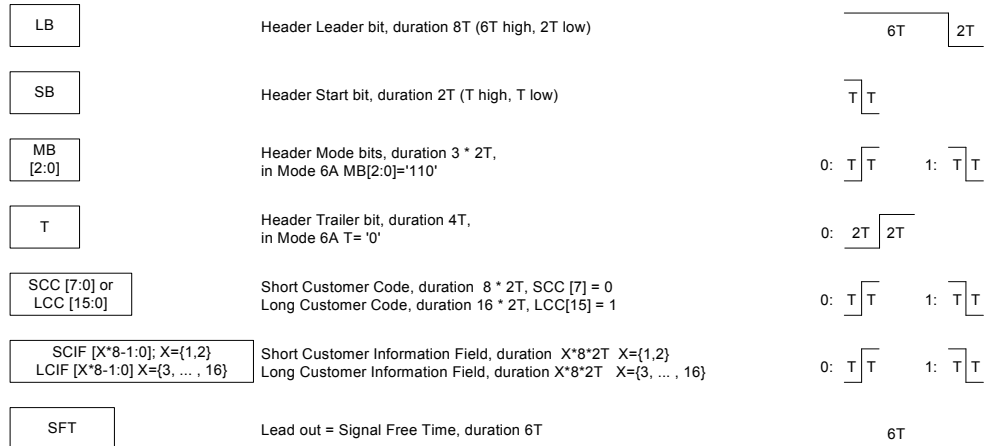 LB
Header Leader bit, duration 8T (6T high, 2T low)
6T 2T
SB
Header Start bit, duration 2T (T high, T low)
T T
MB
[2:0]
Header Mode bits, duration 3 * 2T,
in Mode 6A MB[2:0]='110'
0: T T 1: T T
T
Header Trailer bit, duration 4T,
in Mode 6A T= '0'
0: 2T 2T
SCC [7:0] or
LCC [15:0]
Short Customer Code, duration 8 * 2T, SCC [7] = 0
Long Customer Code, duration 16 * 2T, LCC[15] = 1
0: T T 1: T T
SCIF [X*8-1:0]; X={1,2}
LCIF [X*8-1:0] X={3, ... , 16}
Short Customer Information Field, duration X*8*2T X={1,2}
Long Customer Information Field, duration X*8*2T X={3, ... , 16}
0: T T 1: T T
SFT
Lead out = Signal Free Time, duration 6T
6T